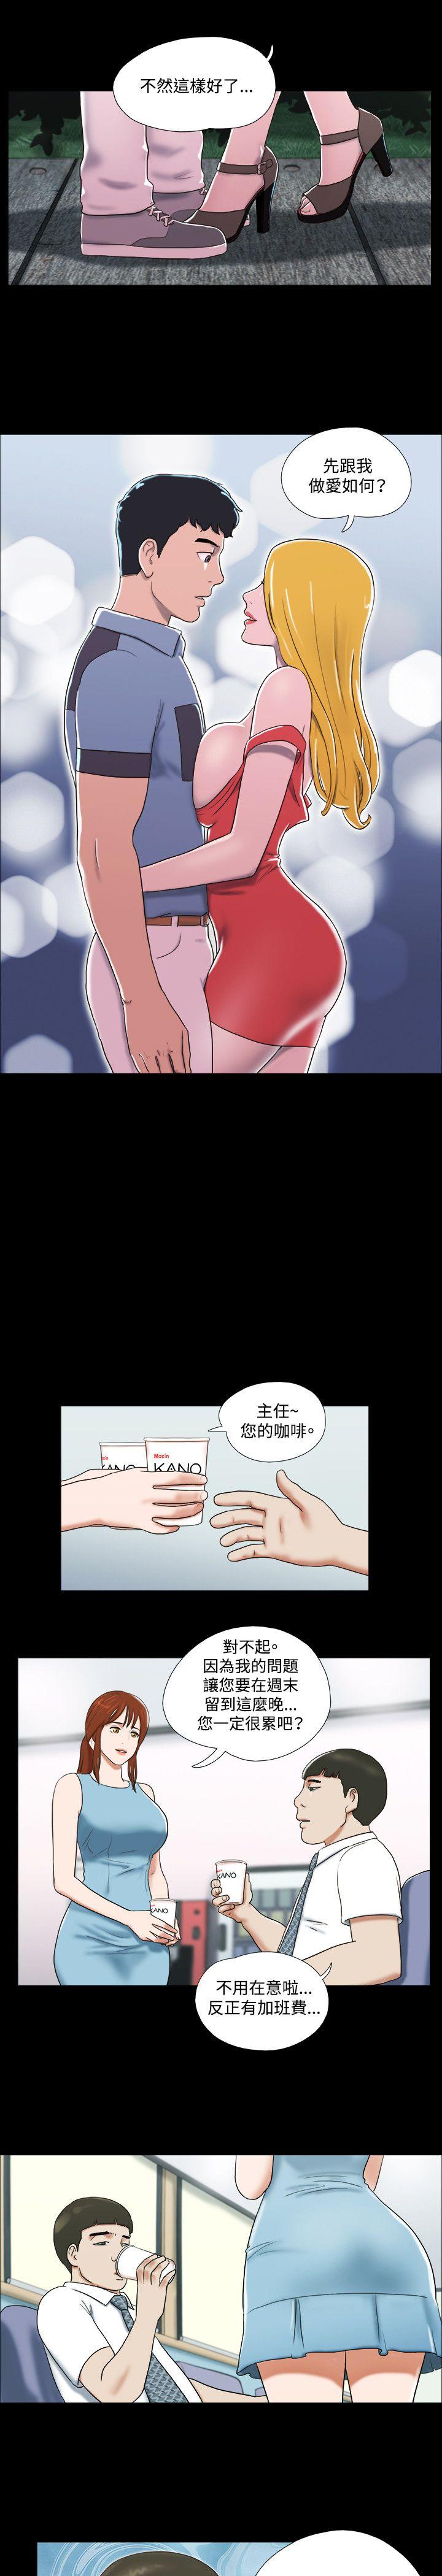 不然這樣好了...
先跟我
做愛如何？
主任~
您的咖啡。
Moxin
KANO
KANO
對不起。
因為我的問題
讓您要在週末
留到這麼晚...
您一定很累吧？
KANO
KANO
不用在意啦...
反正有加班費...